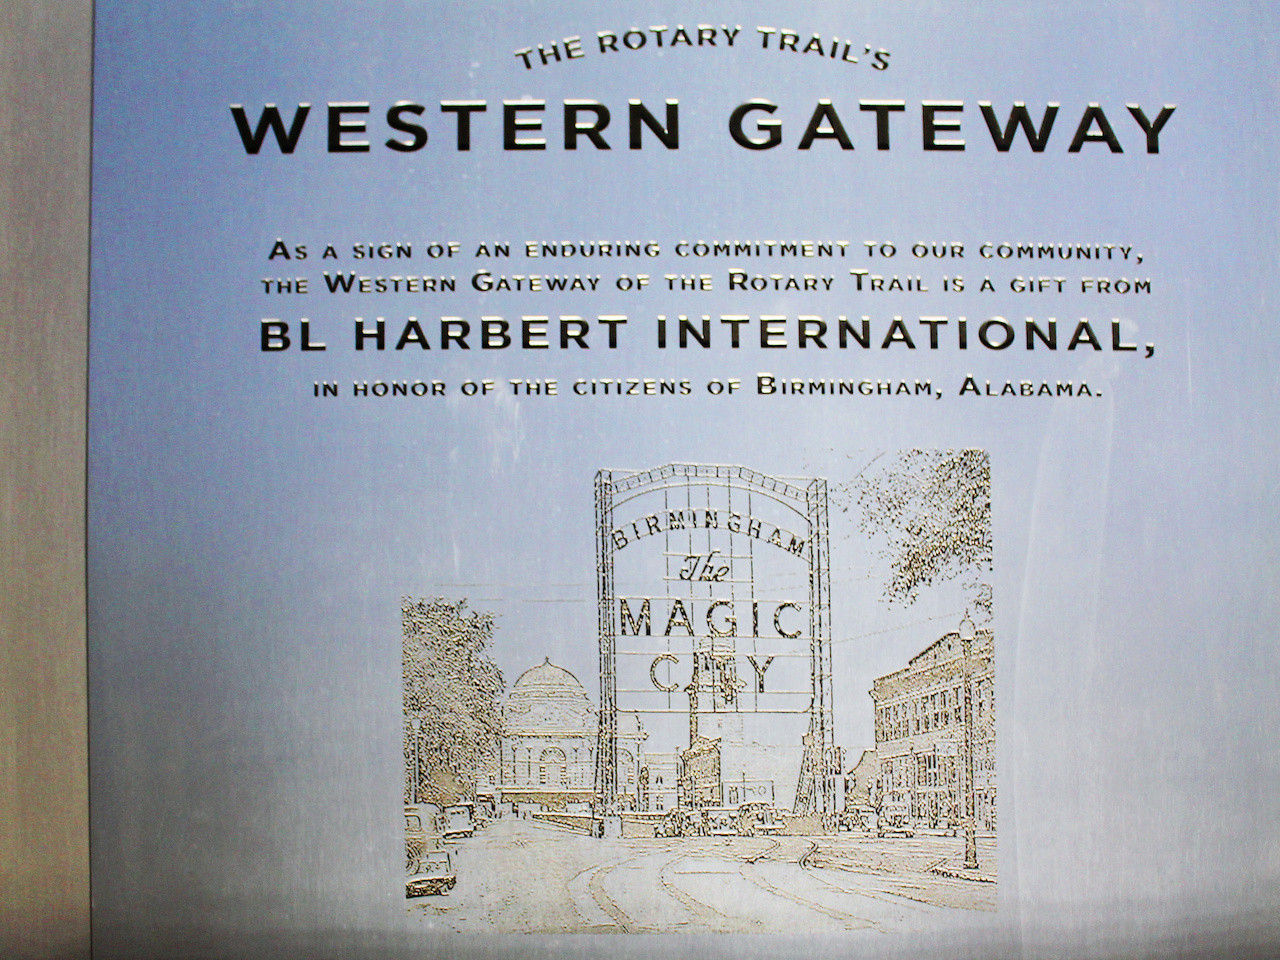 THE ROTARY TRAIL'S
WESTERN GATEWAY
AS A SIGN OF AN ENDURING COMMITMENT TO OUR COMMUNITY,
THE WESTERN GATEWAY OF THE ROTARY TRAIL IS A GIFT FROM
BL HARBERT INTERNATIONAL,
IN HONOR OF THE CITIZENS OF BIRMINGHAM, ALABAMA.
BIRMINGHAM
The
MAGIC
CITY